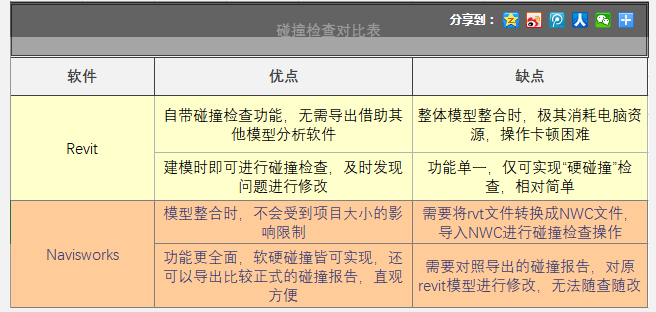 分享到：
碰撞检查对比表
软件 优点 缺点
Revit
自带碰撞检查功能，无需导出借助其
他模型分析软件
整体模型整合时，极其消耗电脑资
源，操作卡顿困难
建模时即可进行碰撞检查，及时发现
问题进行修改
功能单一，仅可实现“硬碰撞”检
查，相对简单
Navisworks
模型整合时，不会受到项目大小的影
响限制
需要将rvt文件转换成NWC文件，
导入NWC进行碰撞检查操作
功能更全面，软硬碰撞皆可实现，还
可以导出比较正式的碰撞报告，直观
方便
需要对照导出的碰撞报告，对原
revit模型进行修改，无法随查随改